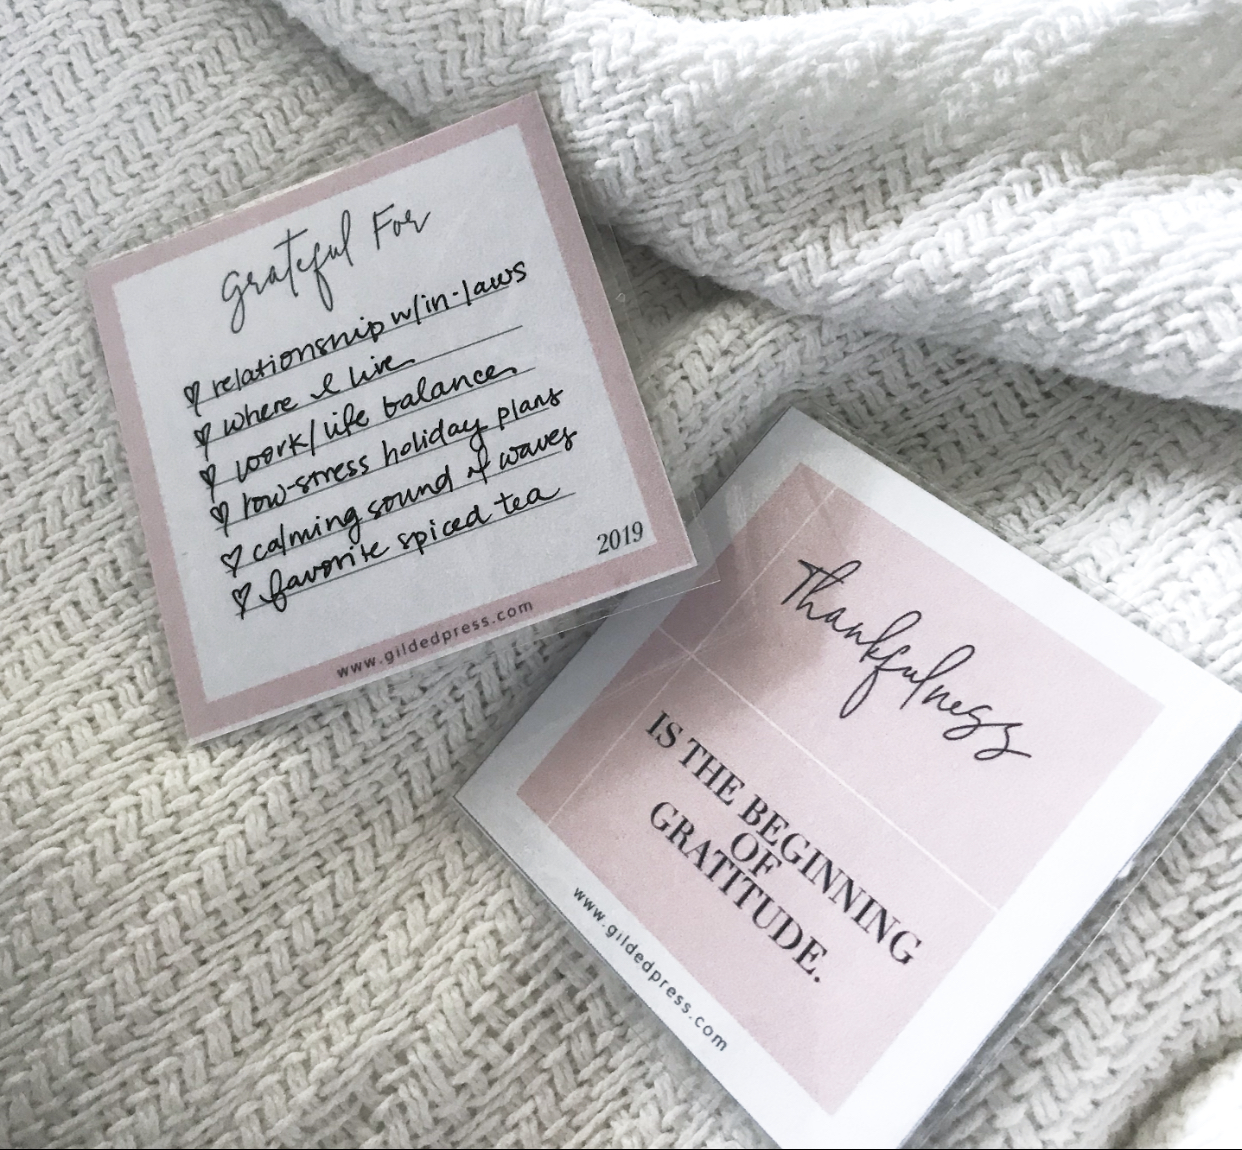 Grateful For
relationship w/in-laws
where I live
work/life balance
low-stress holiday plans
calming sound of waves
favorite spiced tea
2019
www.gildedpress.com
Thankfulness
IS THE BEGINNING
OF
GRATITUDE.
www.gildedpress.com